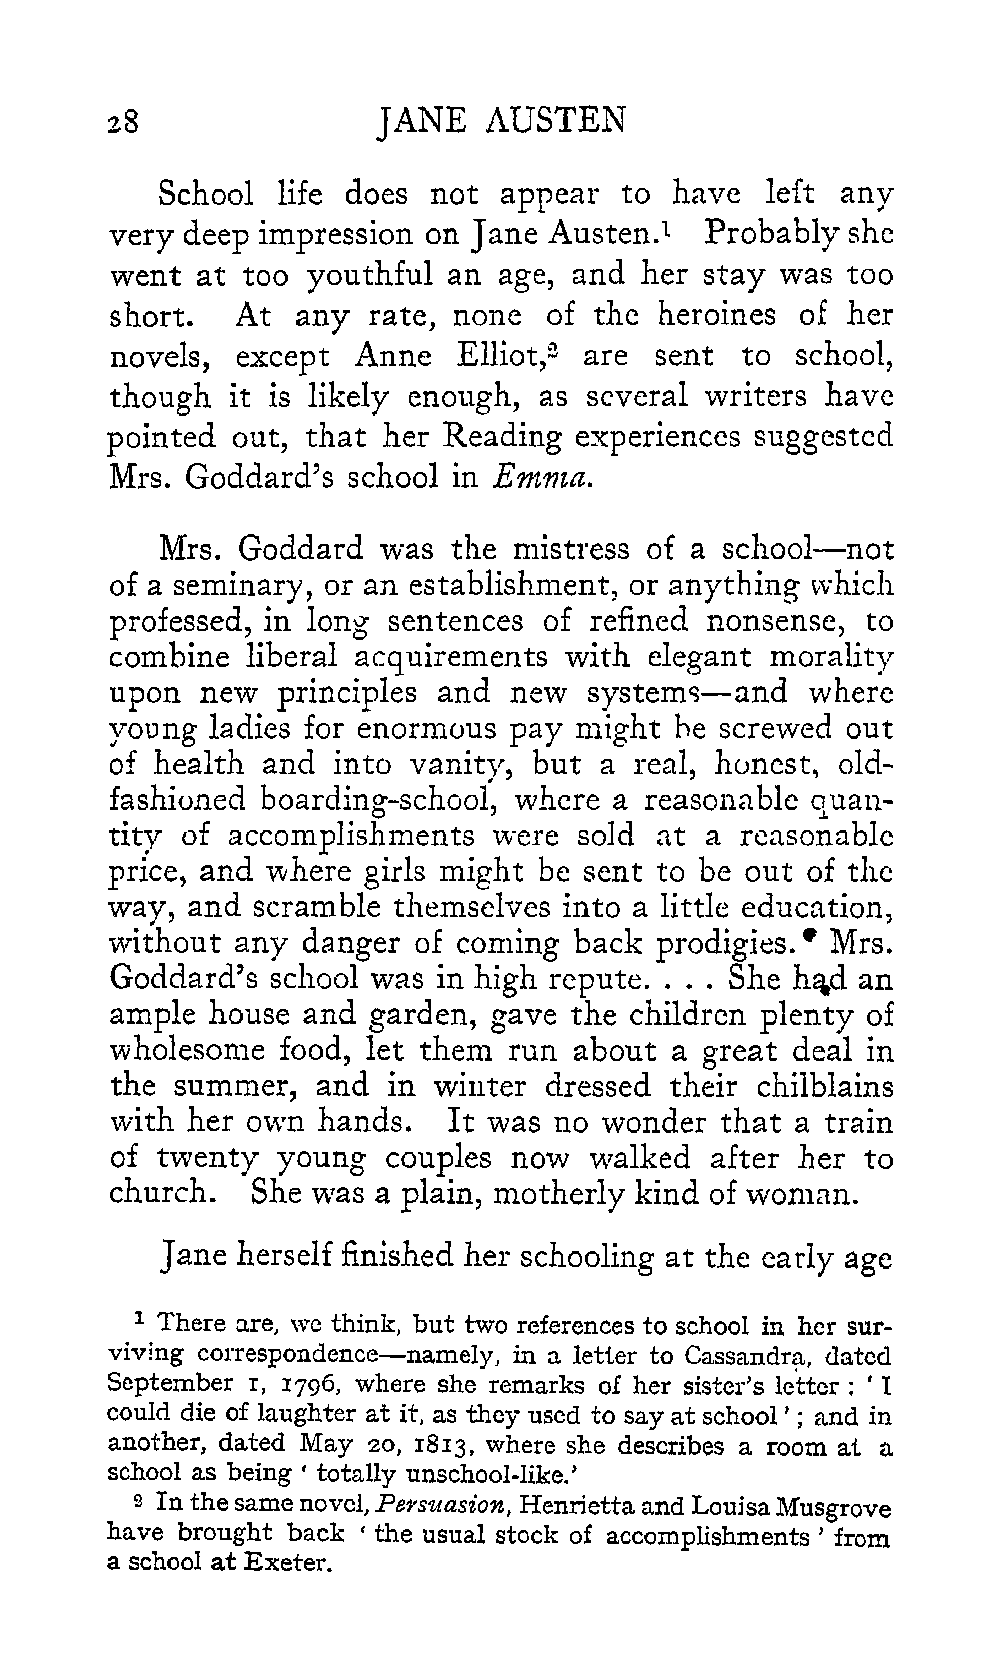 28 JANE AUSTEN
School life does not appear to have left any
very deep impression on Jane Austen.¹ Probably she
went at too youthful an age, and her stay was too
short. At any rate, none of the heroines of her
novels, except Anne Elliot,² are sent to school,
though it is likely enough, as several writers have
pointed out, that her Reading experiences suggested
Mrs. Goddard's school in Emma.
Mrs. Goddard was the mistress of a school—not
of a seminary, or an establishment, or anything which
professed, in long sentences of refined nonsense, to
combine liberal acquirements with elegant morality
upon new principles and new systems—and where
young ladies for enormous pay might be screwed out
of health and into vanity, but a real, honest, old-
fashioned boarding-school, where a reasonable quan-
tity of accomplishments were sold at a reasonable
price, and where girls might be sent to be out of the
way, and scramble themselves into a little education,
without any danger of coming back prodigies. Mrs.
Goddard's school was in high repute. . . . She had an
ample house and garden, gave the children plenty of
wholesome food, let them run about a great deal in
the summer, and in winter dressed their chilblains
with her own hands. It was no wonder that a train
of twenty young couples now walked after her to
church. She was a plain, motherly kind of woman.
Jane herself finished her schooling at the early age
¹ There are, we think, but two references to school in her sur-
viving correspondence—namely, in a letter to Cassandra, dated
September 1, 1796, where she remarks of her sister's letter : ' I
could die of laughter at it, as they used to say at school ' ; and in
another, dated May 20, 1813, where she describes a room at a
school as being ' totally unschool-like.'
² In the same novel, Persuasion, Henrietta and Louisa Musgrove
have brought back ' the usual stock of accomplishments ' from
a school at Exeter.